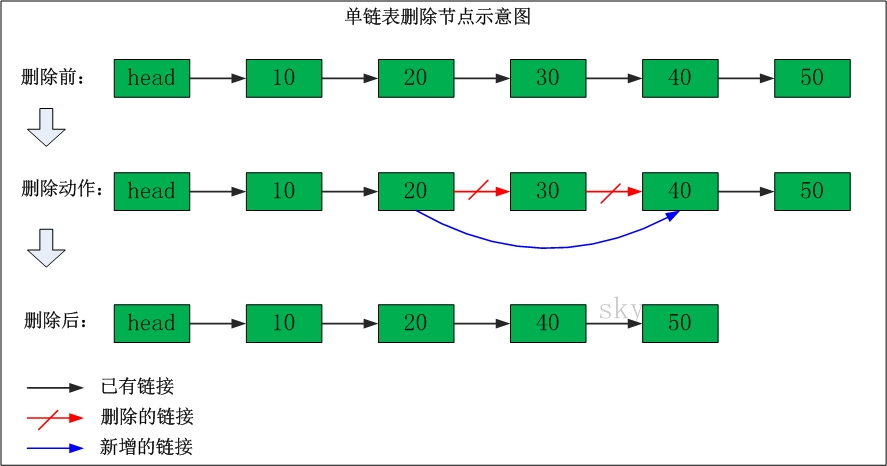 单链表删除节点示意图
删除前: head 10 20 30 40 50
删除动作: head 10 20 30 40 50
sky
删除后: head 10 20 40 50
已有链接
删除的链接
新增的链接